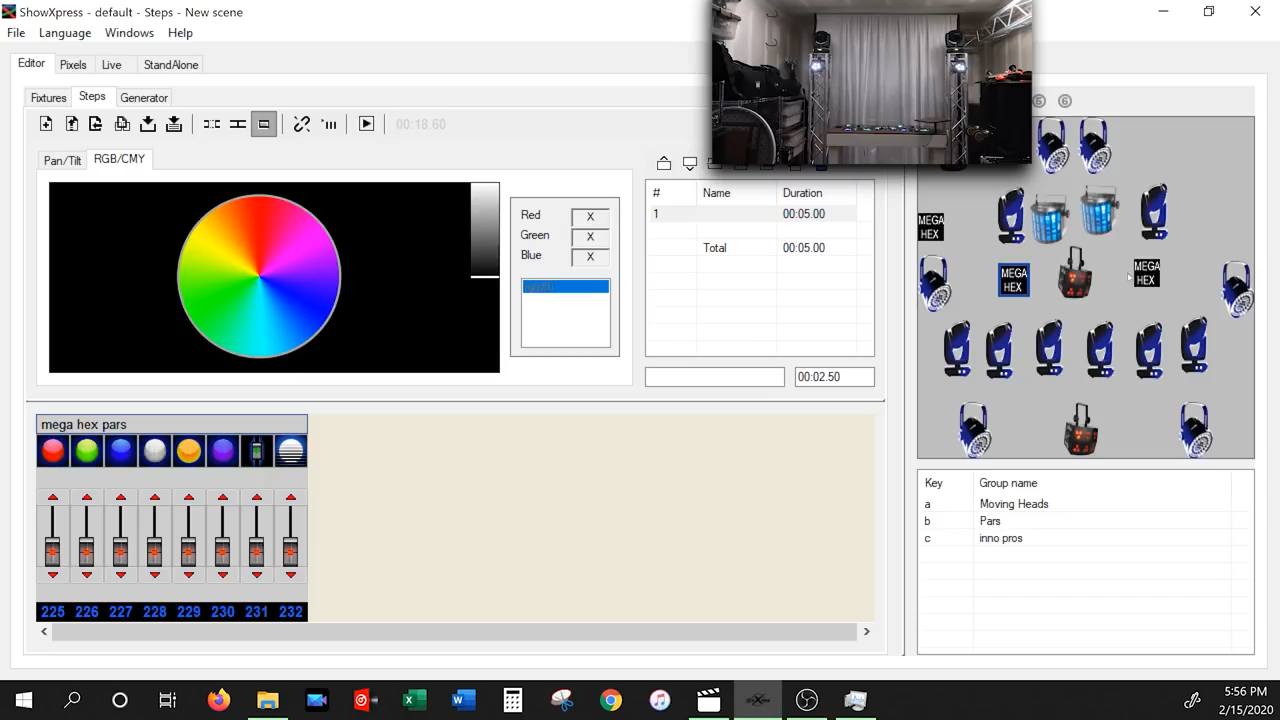 ShowXpress - default - Steps - New scene
File Language Windows Help
Editor Pixels Live StandAlone
Fixtures Steps Generator
00:18.60
Pan/Tilt RGB/CMY
Red X
Green X
Blue X
# Name Duration
1 00:05.00
Total 00:05.00
00:02.50
MEGA HEX
MEGA HEX
MEGA HEX
mega hex pars
225 226 227 228 229 230 231 232
Key Group name
a Moving Heads
b Pars
c inno pros
5:56 PM
2/15/2020